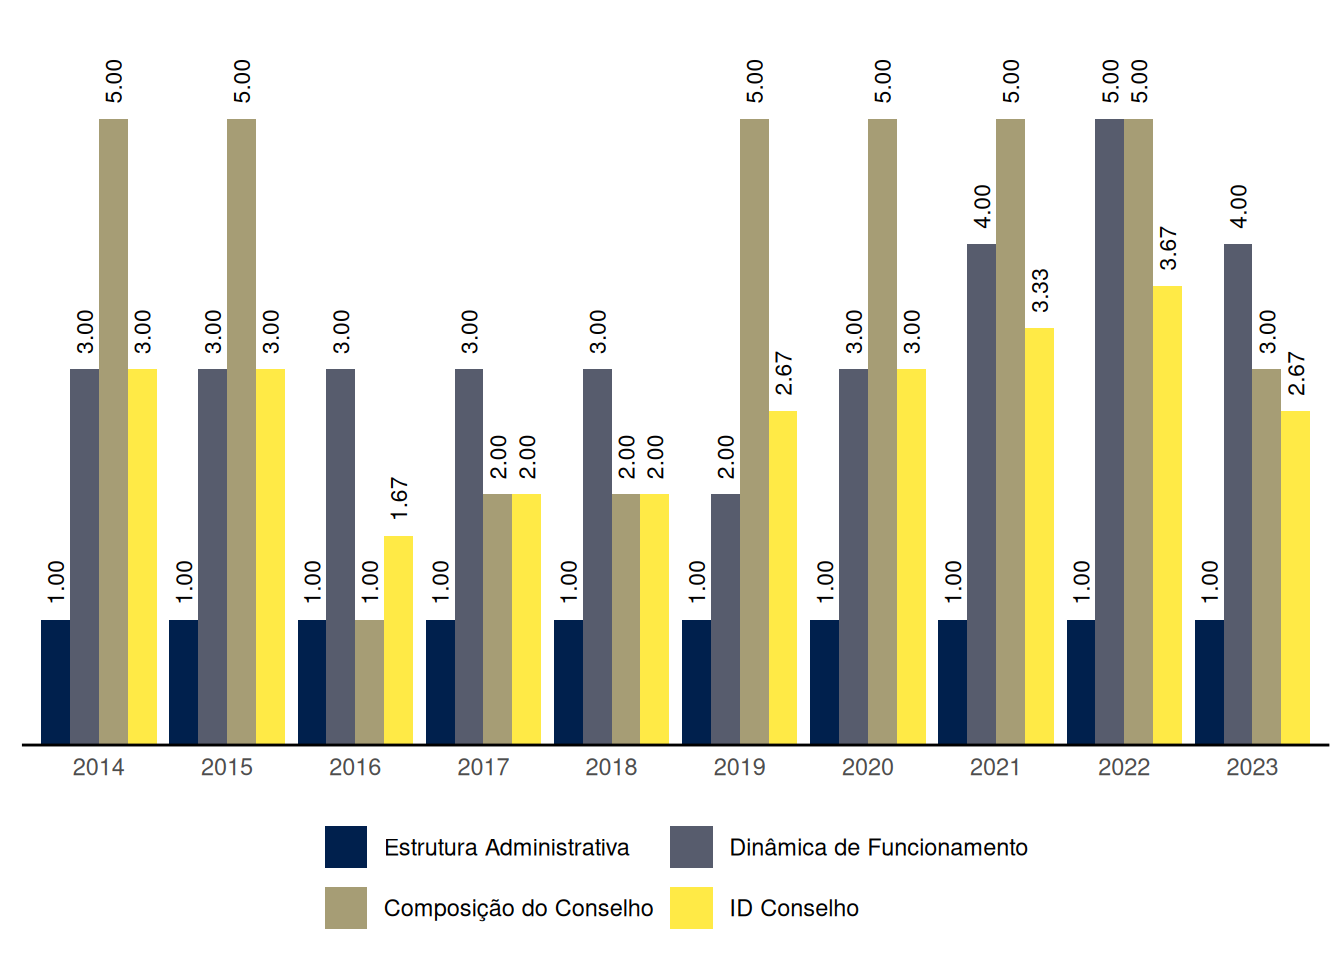 5.00 5.00 5.00 5.00 5.00 5.00 5.00
4.00 4.00
3.67
3.00 3.00 3.00 3.00 3.00 3.00 3.00 3.00 3.00 3.33 3.00
2.67 2.67
2.00 2.00 2.00 2.00 2.00
1.67
1.00 1.00 1.00 1.00 1.00 1.00 1.00 1.00 1.00 1.00 1.00
2014 2015 2016 2017 2018 2019 2020 2021 2022 2023
Estrutura Administrativa Dinâmica de Funcionamento
Composição do Conselho ID Conselho